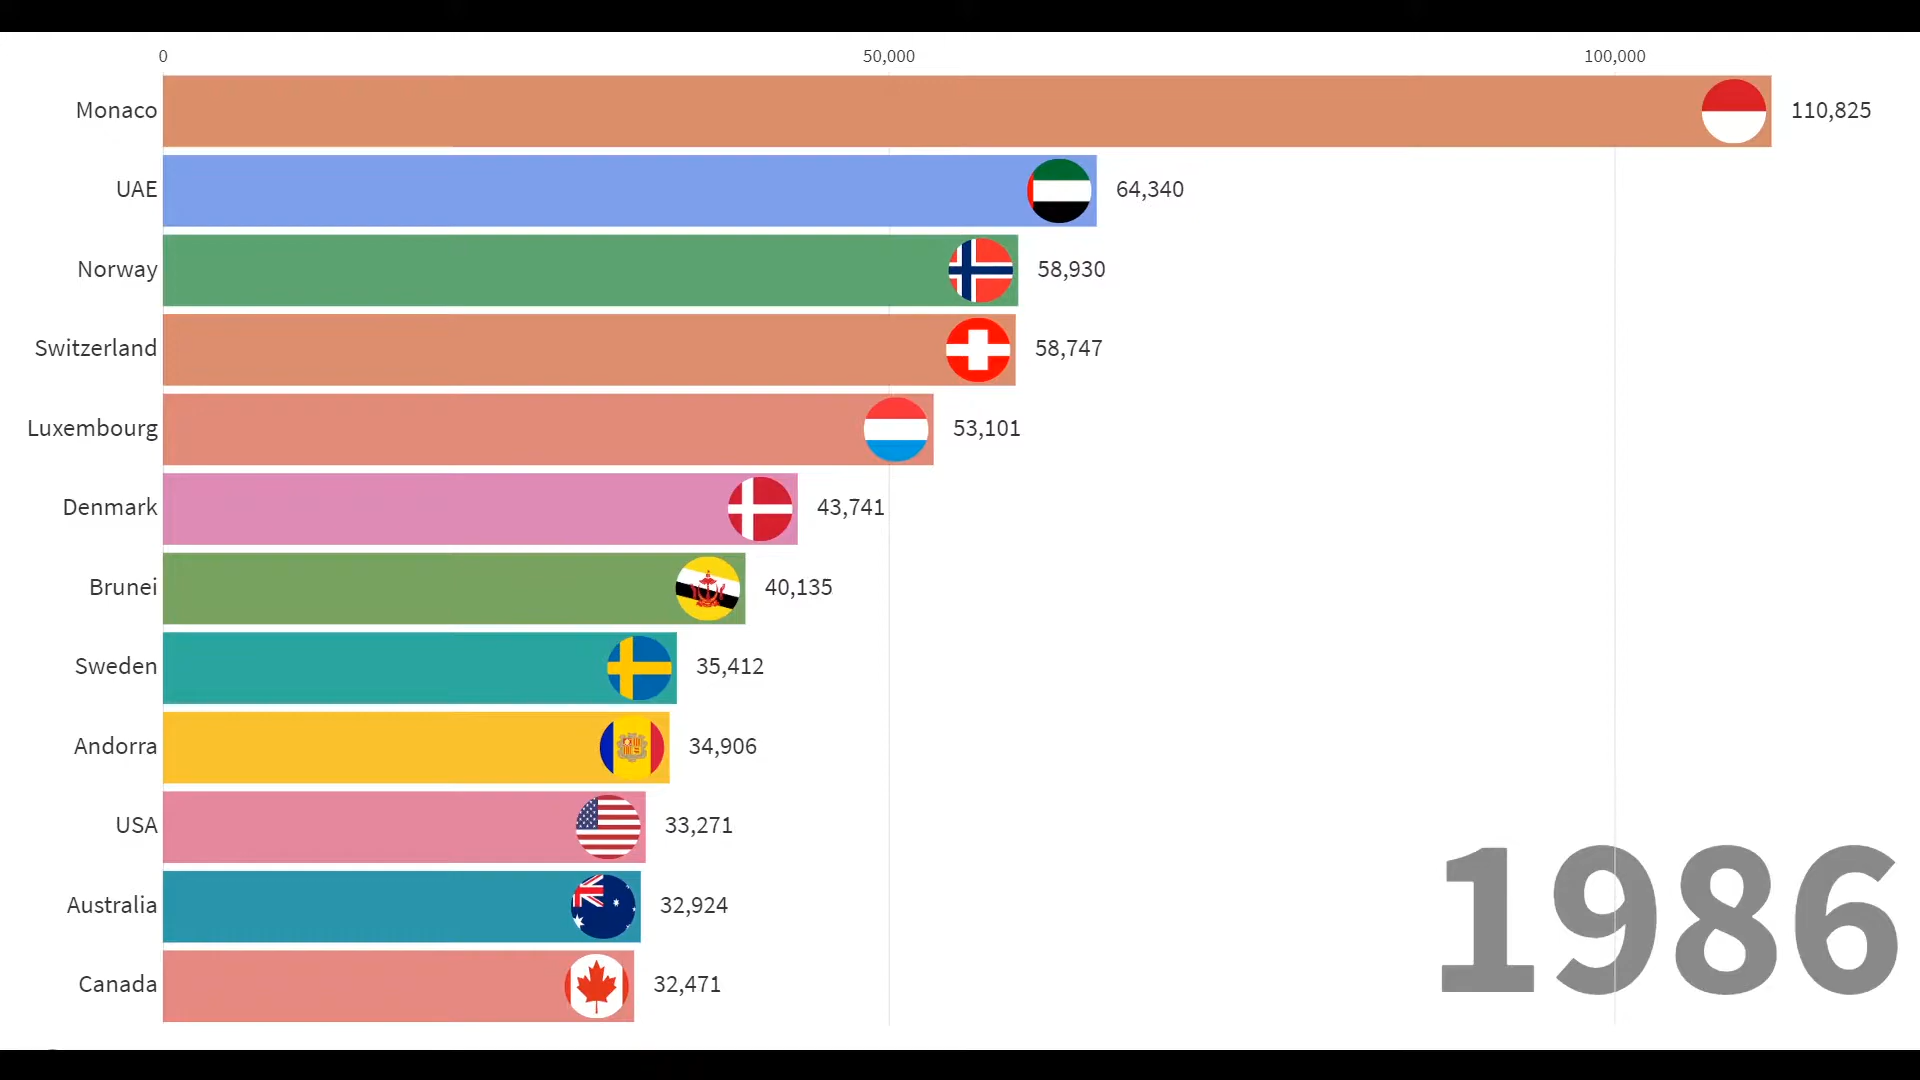 0 50,000 100,000
Monaco 110,825
UAE 64,340
Norway 58,930
Switzerland 58,747
Luxembourg 53,101
Denmark 43,741
Brunei 40,135
Sweden 35,412
Andorra 34,906
USA 33,271
Australia 32,924
Canada 32,471
1986